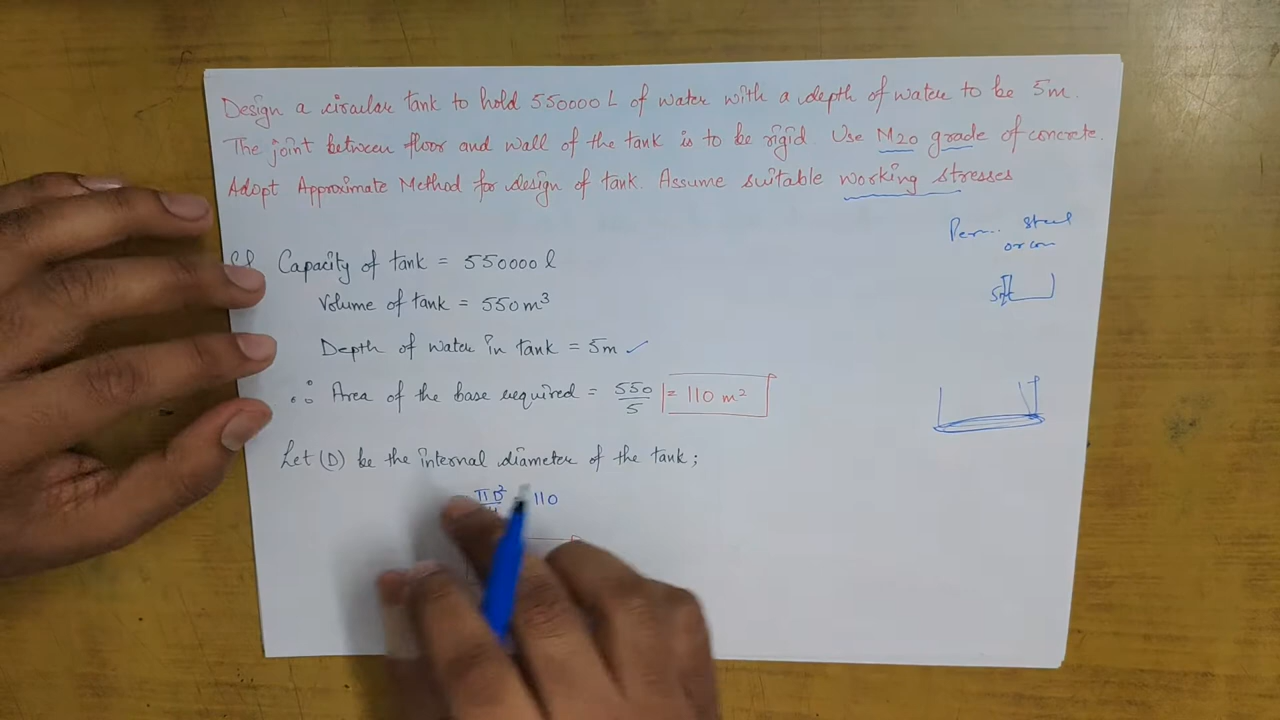 Design a circular tank to hold 550000 L of water with a depth of water to be 5m.
The joint between floor and wall of the tank is to be rigid. Use M20 grade of concrete.
Adopt Approximate Method for design of tank. Assume suitable working stresses
Perm. steel
Capacity of tank = 550000 l
Volume of tank = 550 m³
Depth of water in tank = 5m ✓
∴ Area of the base required = 550/5 = 110 m²
Let (D) be the internal diameter of the tank;
πD²/4 110